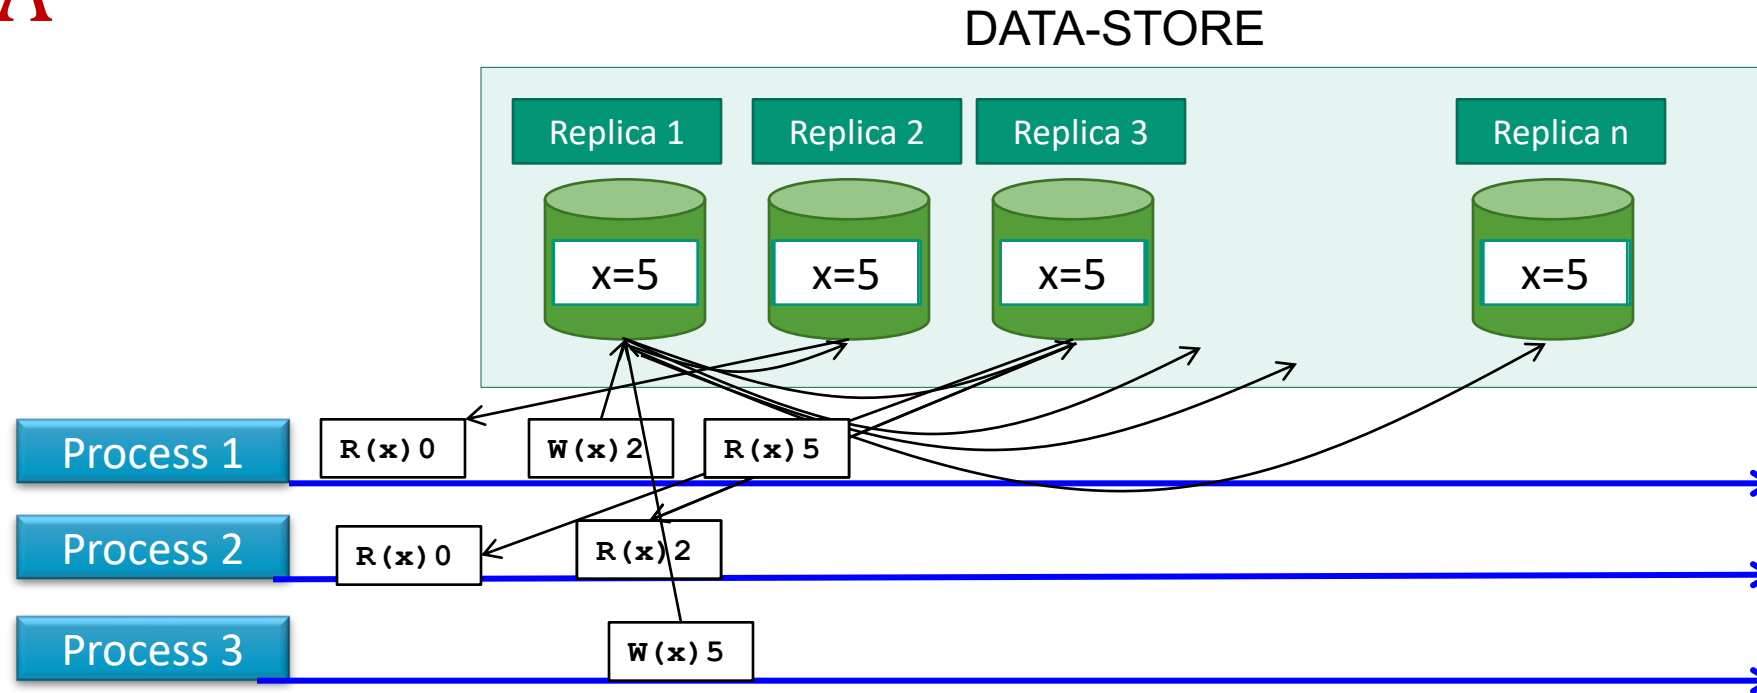 DATA-STORE
Replica 1
Replica 2
Replica 3
Replica n
x=5
x=5
x=5
x=5
Process 1
R(x)0
W(x)2
R(x)5
Process 2
R(x)0
R(x)2
Process 3
W(x)5